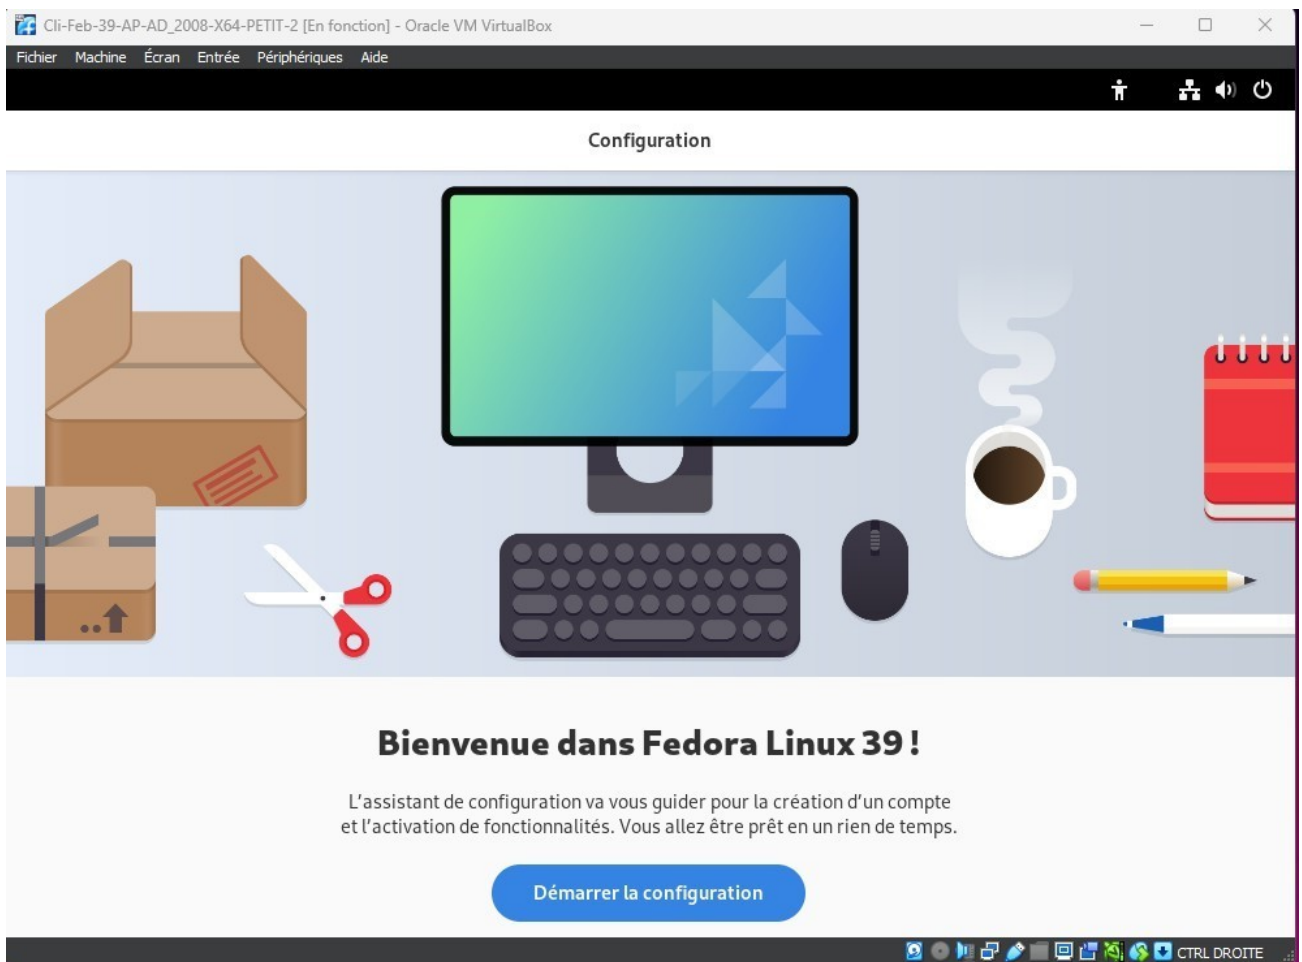 Cli-Feb-39-AP-AD_2008-X64-PETIT-2 [En fonction] - Oracle VM VirtualBox
Fichier Machine Écran Entrée Périphériques Aide
Configuration
Bienvenue dans Fedora Linux 39 !
L'assistant de configuration va vous guider pour la création d'un compte
et l'activation de fonctionnalités. Vous allez être prêt en un rien de temps.
Démarrer la configuration
CTRL DROITE